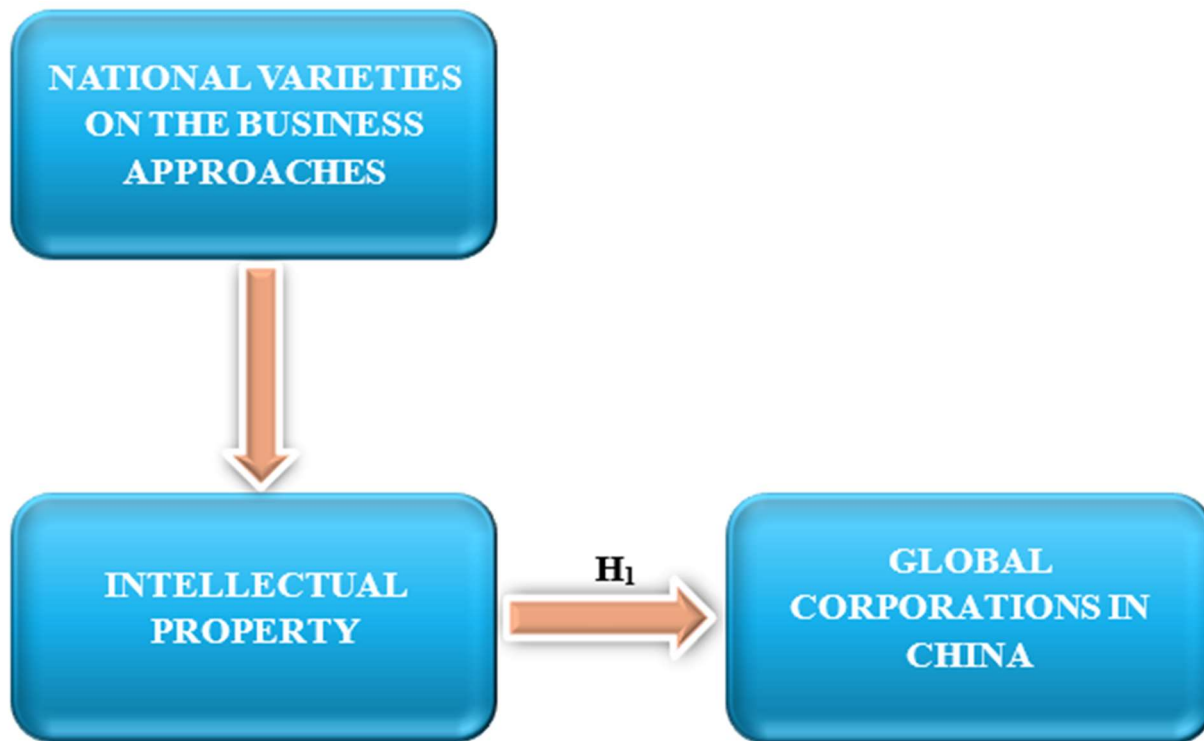 NATIONAL VARIETIES
ON THE BUSINESS
APPROACHES
INTELLECTUAL
PROPERTY
H₁
GLOBAL
CORPORATIONS IN
CHINA